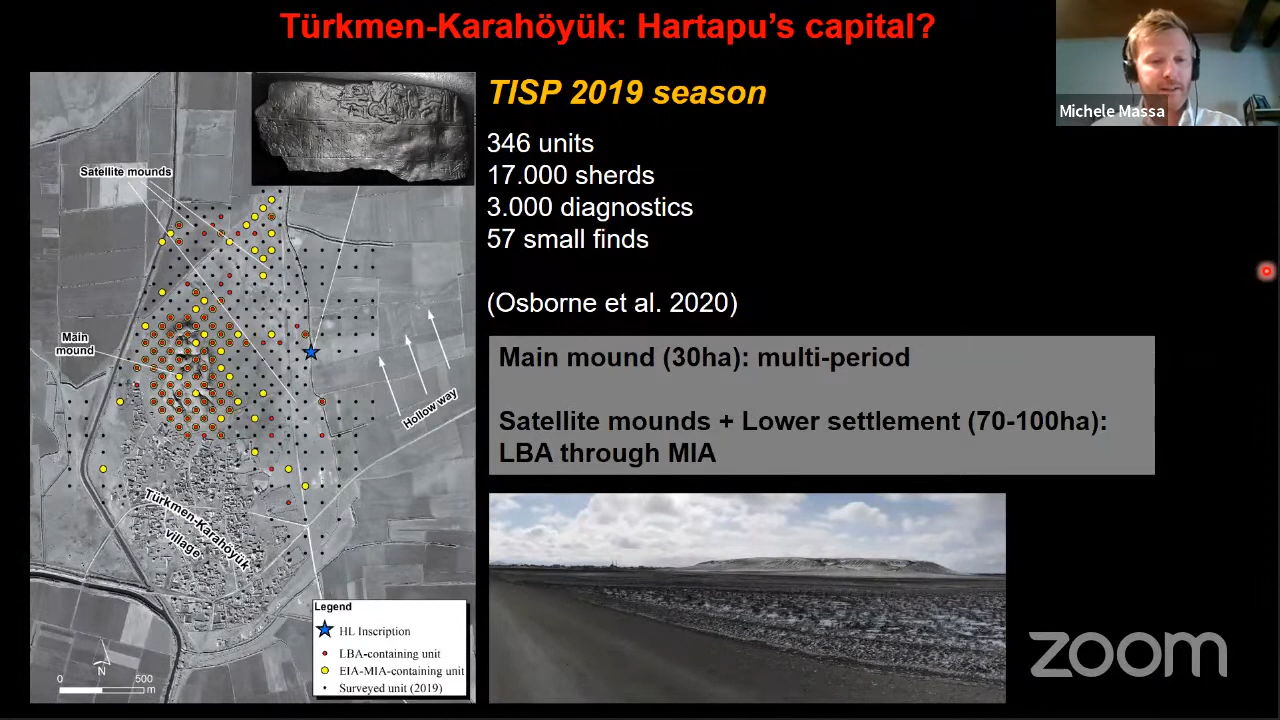 Türkmen-Karahöyük: Hartapu's capital?
TISP 2019 season
346 units
17.000 sherds
3.000 diagnostics
57 small finds
(Osborne et al. 2020)
Main mound (30ha): multi-period
Satellite mounds + Lower settlement (70-100ha):
LBA through MIA
Satellite mounds
Main
mound
Hollow way
Türkmen-Karahöyük
village
Legend
HL Inscription
LBA-containing unit
EIA-MIA-containing unit
Surveyed unit (2019)
N
0 500
m
Michele Massa
zoom